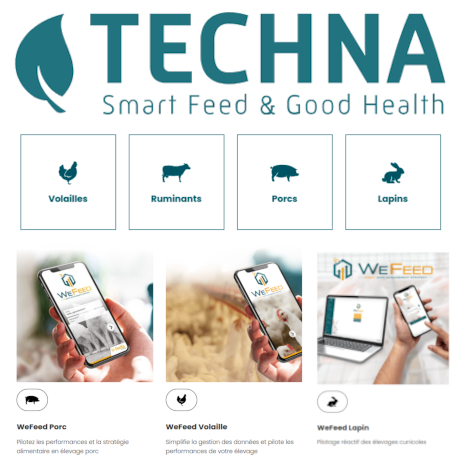 TECHNA
Smart Feed & Good Health
Volailles
Ruminants
Porcs
Lapins
WEFEED
WEFEED
WEFEED
WeFeed Porc
WeFeed Volaille
WeFeed Lapin
Pilotez les performances et la stratégie
alimentaire en élevage porc
Simplifie la gestion des données et pilote les
performances de votre élevage
Pilotage réactif des élevages cunicoles